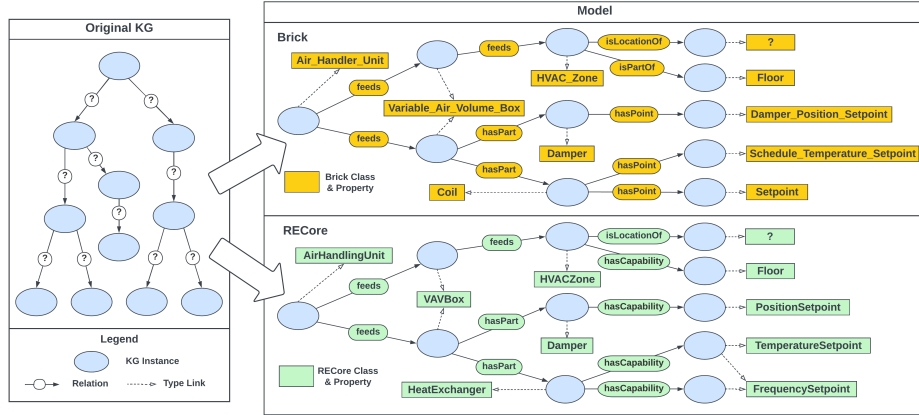 Original KG
?
?
?
?
?
?
?
?
?
?
Legend
KG Instance
Relation
Type Link
Model
Brick
Air_Handler_Unit
feeds
feeds
feeds
Variable_Air_Volume_Box
HVAC_Zone
isLocationOf
?
isPartOf
Floor
hasPart
hasPart
Damper
Coil
hasPoint
Damper_Position_Setpoint
hasPoint
Schedule_Temperature_Setpoint
hasPoint
Setpoint
Brick Class
& Property
RECore
AirHandlingUnit
feeds
feeds
feeds
VAVBox
HVACZone
isLocationOf
?
hasCapability
Floor
hasPart
hasPart
Damper
HeatExchanger
hasCapability
PositionSetpoint
hasCapability
TemperatureSetpoint
hasCapability
FrequencySetpoint
RECore Class
& Property